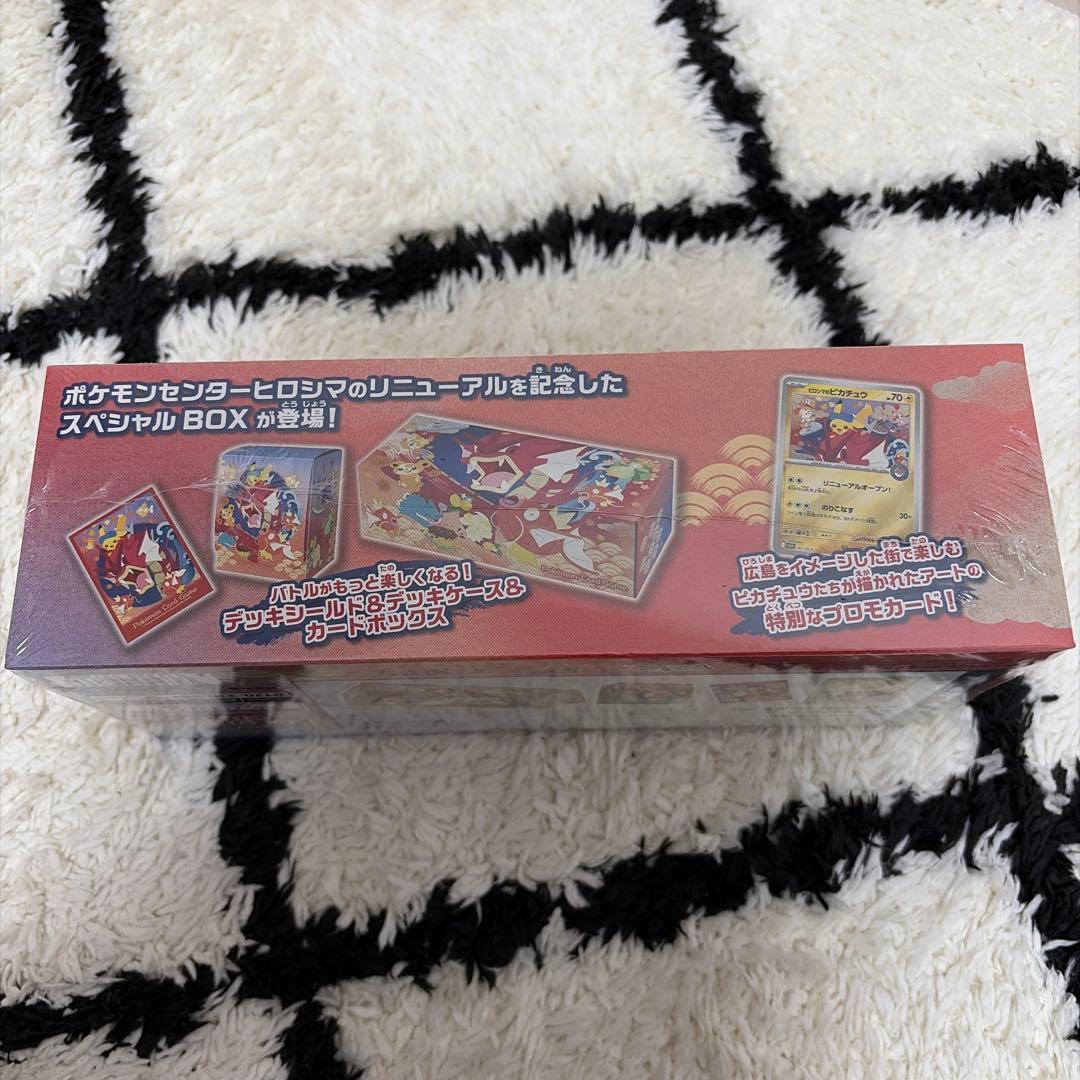 ポケモンセンターヒロシマのリニューアルを記念した
スペシャルBOXが登場！
バトルがもっと楽しくなる！
デッキシールド&デッキケース&
カードボックス
Pokémon Card Game
Pokémon Card Game
ヒロシマのピカチュウ
HP70
リニューアルオープン！
のりこなす
30+
広島をイメージした街で楽しむ
ピカチュウたちが描かれたアートの
特別なプロモカード！